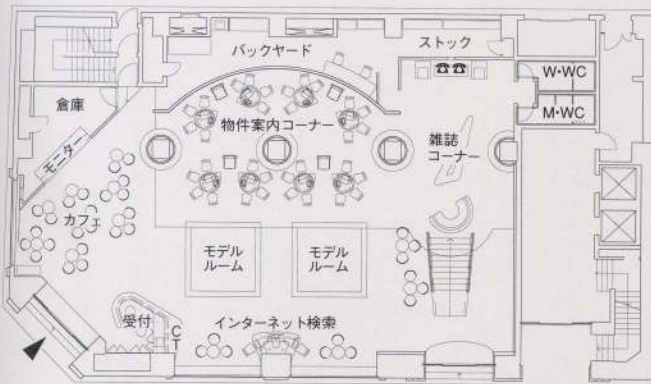 バックヤード
ストック
倉庫
W・WC
M・WC
物件案内コーナー
雑誌
コーナー
モニター
カフェ
モデル
ルーム
モデル
ルーム
受付
CT
インターネット検索